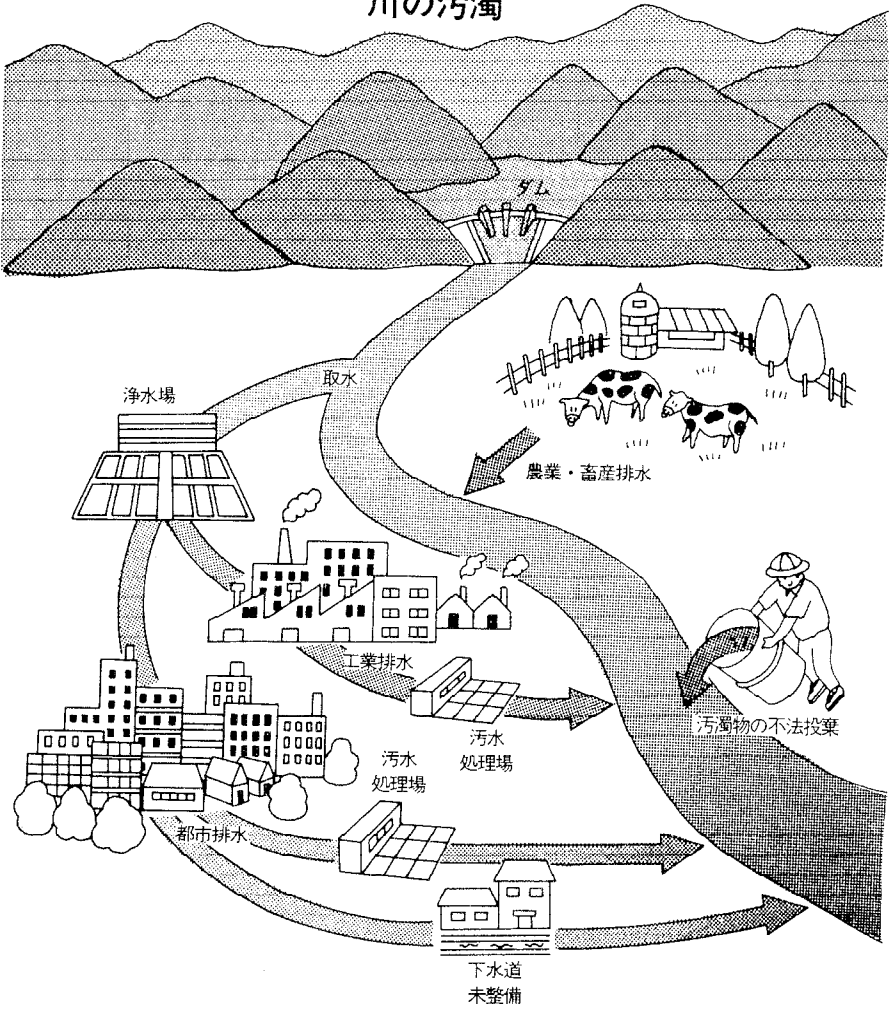 川の汚濁
ダム
取水
浄水場
農業・畜産排水
工業排水
汚濁物の不法投棄
汚水
処理場
汚水
処理場
都市排水
下水道
未整備